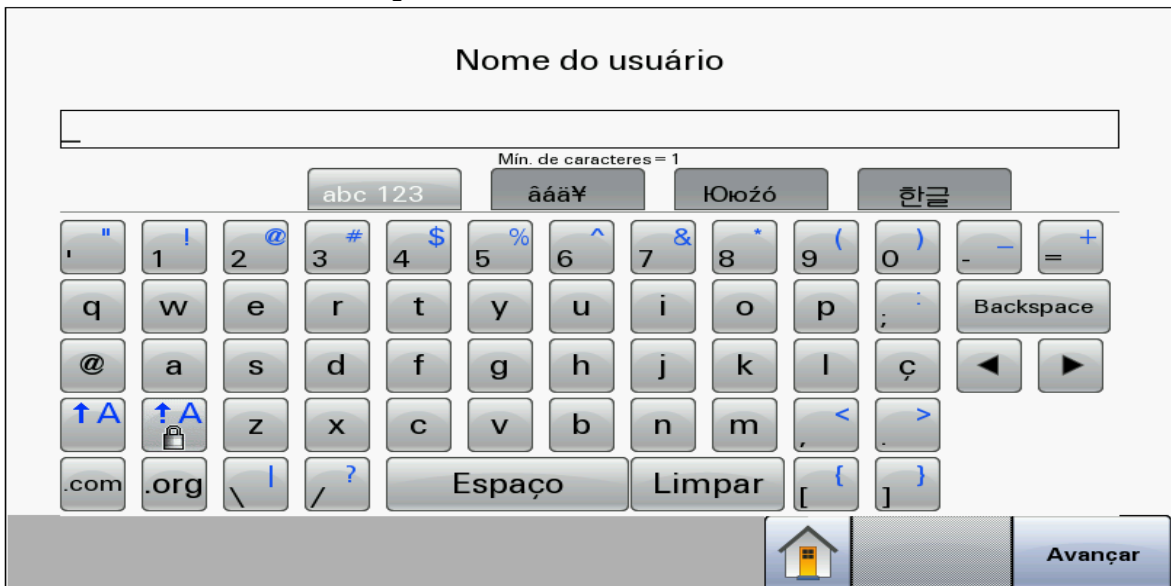 Nome do usuário
_
Mín. de caracteres = 1
abc 123 âáä¥ Ююźó 한글
' " 1 ! 2 @ 3 # 4 $ 5 % 6 ^ 7 & 8 * 9 ( 0 ) - _ = +
q w e r t y u i o p ; : Backspace
@ a s d f g h j k l ç ◀ ▶
↑A ↑A z x c v b n m , < . >
.com .org \ | / ? Espaço Limpar [ { ] }
Avançar